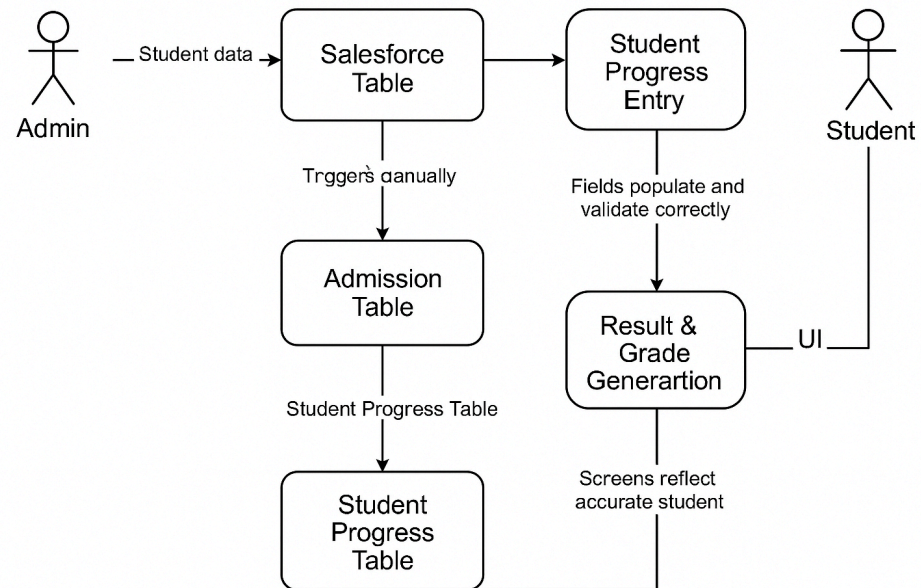 Student data
Salesforce
Table
Student
Progress
Entry
Admin
Student
Trggers̀ ɑanually
Fields populate and
validate correctly
Admission
Table
Result &
Grade
Generartion
UI
Student Progress Table
Screens reflect
accurate student
Student
Progress
Table